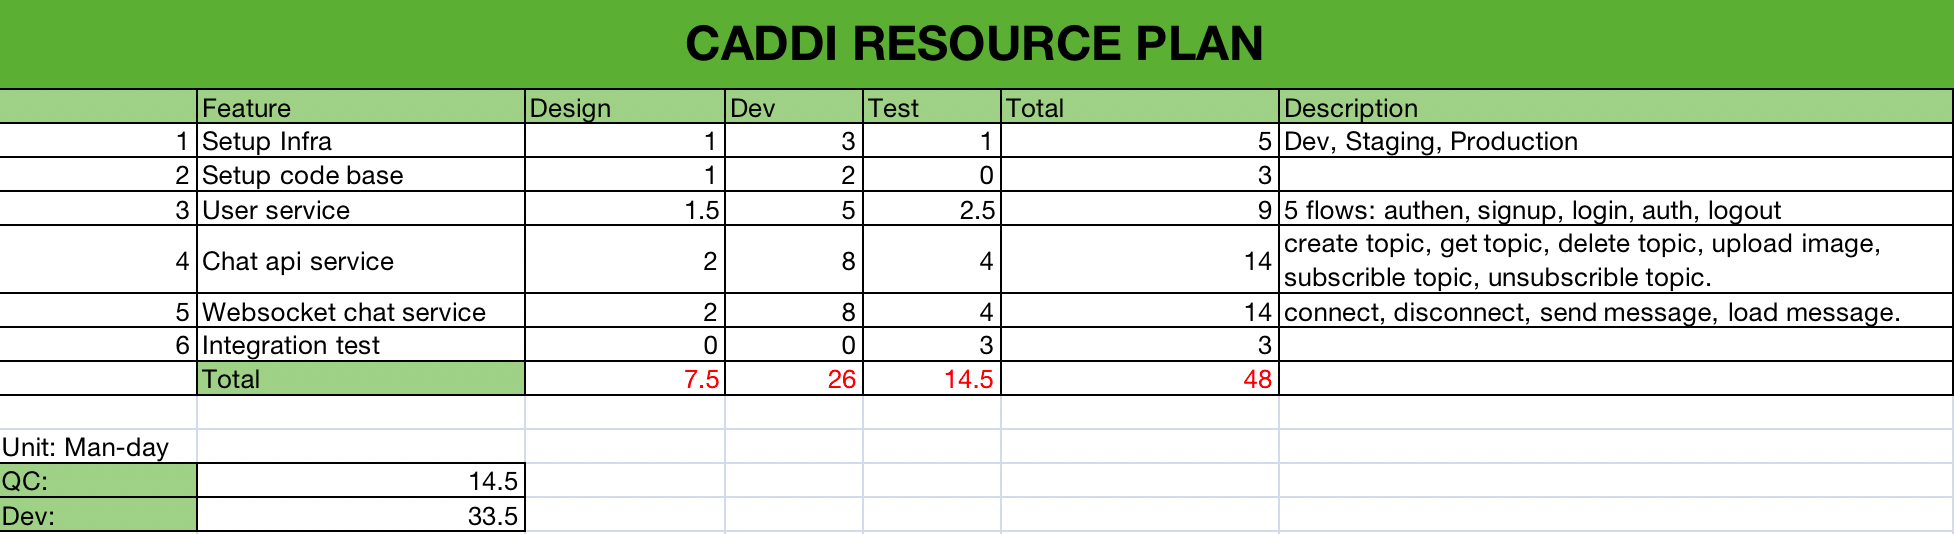 CADDI RESOURCE PLAN
Feature Design Dev Test Total Description
1 Setup Infra 1 3 1 5 Dev, Staging, Production
2 Setup code base 1 2 0 3
3 User service 1.5 5 2.5 9 5 flows: authen, signup, login, auth, logout
4 Chat api service 2 8 4 14 create topic, get topic, delete topic, upload image,
subscrible topic, unsubscrible topic.
5 Websocket chat service 2 8 4 14 connect, disconnect, send message, load message.
6 Integration test 0 0 3 3
Total 7.5 26 14.5 48
Unit: Man-day
QC: 14.5
Dev: 33.5